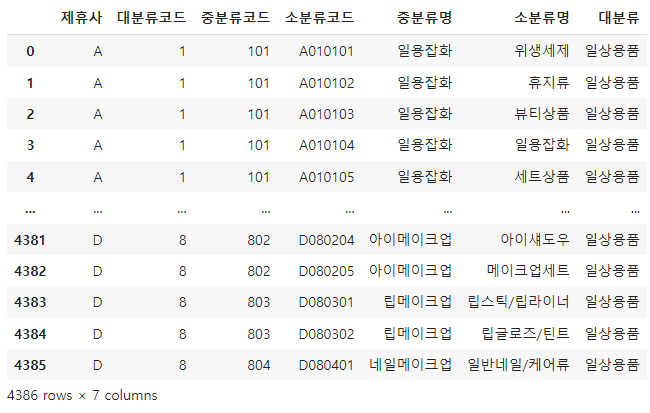 제휴사 대분류코드 중분류코드 소분류코드 중분류명 소분류명 대분류
0 A 1 101 A010101 일용잡화 위생세제 일상용품
1 A 1 101 A010102 일용잡화 휴지류 일상용품
2 A 1 101 A010103 일용잡화 뷰티상품 일상용품
3 A 1 101 A010104 일용잡화 일용잡화 일상용품
4 A 1 101 A010105 일용잡화 세트상품 일상용품
... ... ... ... ... ... ... ...
4381 D 8 802 D080204 아이메이크업 아이섀도우 일상용품
4382 D 8 802 D080205 아이메이크업 메이크업세트 일상용품
4383 D 8 803 D080301 립메이크업 립스틱/립라이너 일상용품
4384 D 8 803 D080302 립메이크업 립글로즈/틴트 일상용품
4385 D 8 804 D080401 네일메이크업 일반네일/케어류 일상용품
4386 rows × 7 columns